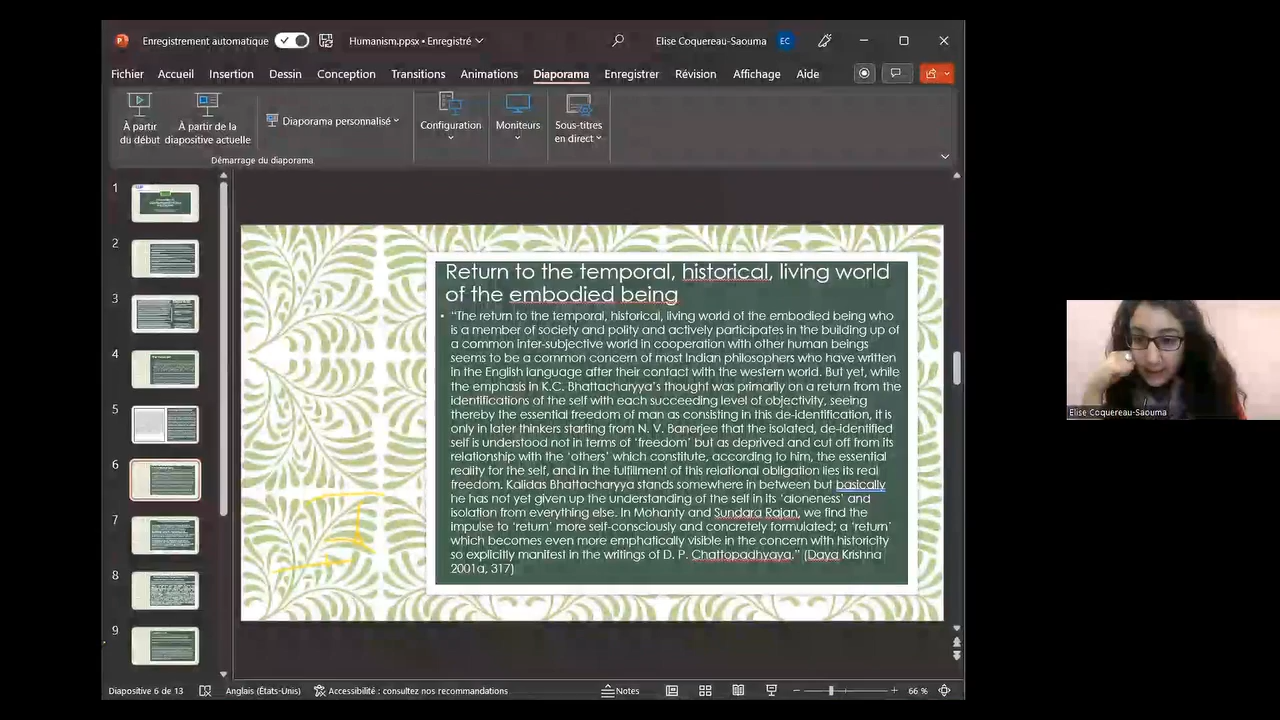 Enregistrement automatique
Humanism.ppsx • Enregistré
Elise Coquereau-Saouma
EC
Fichier
Accueil
Insertion
Dessin
Conception
Transitions
Animations
Diaporama
Enregistrer
Révision
Affichage
Aide
À partir
du début
À partir de la
diapositive actuelle
Diaporama personnalisé
Configuration
Moniteurs
Sous-titres
en direct
Démarrage du diaporama
1
2
3
4
5
6
7
8
9
Return to the temporal, historical, living world
of the embodied being
• “The return to the temporal, historical, living world of the embodied being who
is a member of society and polity and actively participates in the building up of
a common inter-subjective world in cooperation with other human beings
seems to be a common concern of most Indian philosophers who have written
in the English language after their contact with the western world. But yet, while
the emphasis in K.C. Bhattacharyya’s thought was primarily on a return from the
identifications of the self with each succeeding level of objectivity, seeing
thereby the essential freedom of man as consisting in this de-identification, it is
only in later thinkers starting from N. V. Banerjee that the isolated, de-identified
self is understood not in terms of ‘freedom’ but as deprived and cut off from its
relationship with the ‘others’ which constitute, according to him, the essential
reality for the self, and in the fulfillment of this relational obligation lies its real
freedom. Kalidas Bhattacharyya stands somewhere in between but basically
he has not yet given up the understanding of the self in its ‘aloneness’ and
isolation from everything else. In Mohanty and Sundara Rajan, we find the
impulse to ‘return’ more self-consciously and concretely formulated; a ‘return’
which becomes even more emphatically visible in the concern with historicity
so explicitly manifest in the writings of D. P. Chattopadhyaya.” (Daya Krishna
2001a, 317)
Elise Coquereau-Saouma
Diapositive 6 de 13
Anglais (États-Unis)
Accessibilité : consultez nos recommandations
Notes
66 %